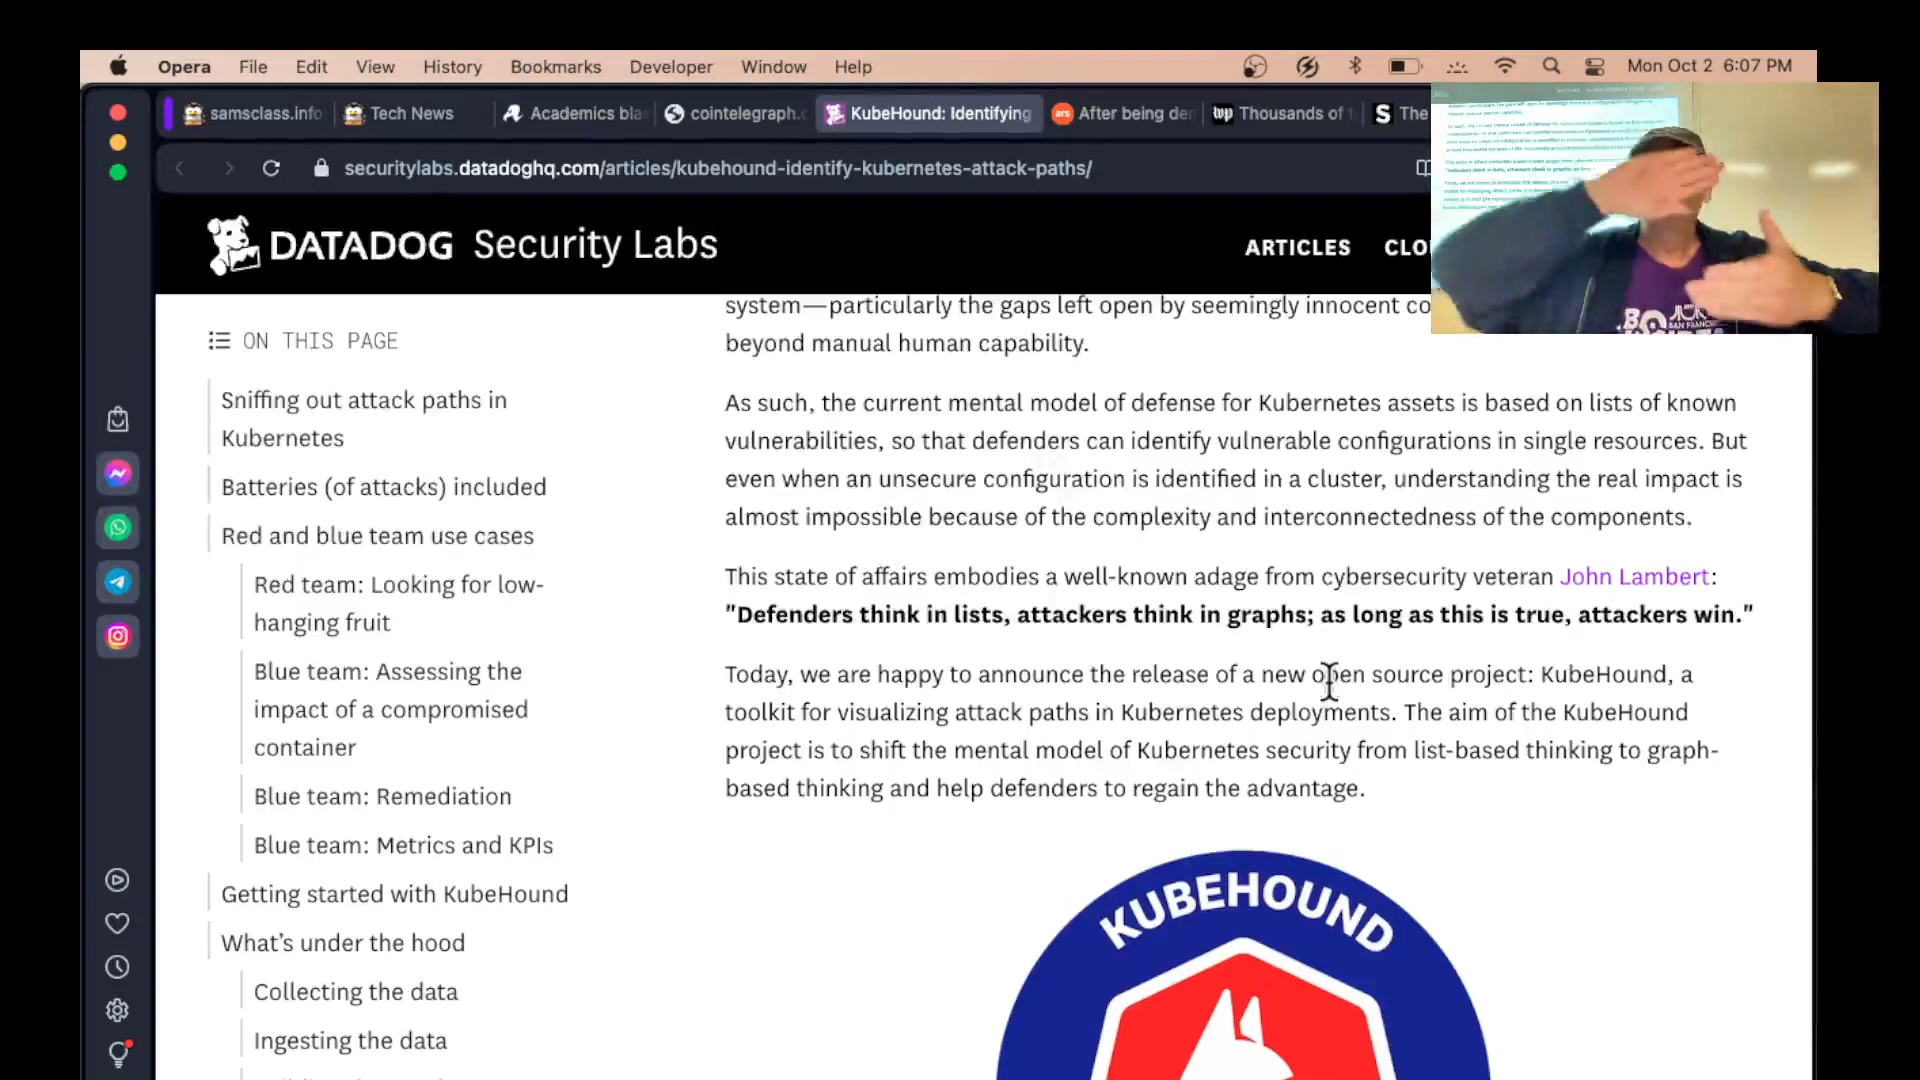 Opera File Edit View History Bookmarks Developer Window Help Mon Oct 2 6:07 PM
samsclass.info Tech News Academics bla cointelegraph.c KubeHound: Identifying ars After being der wp Thousands of t S The
securitylabs.datadoghq.com/articles/kubehound-identify-kubernetes-attack-paths/
DATADOG Security Labs ARTICLES CLO
ON THIS PAGE
Sniffing out attack paths in
Kubernetes
Batteries (of attacks) included
Red and blue team use cases
Red team: Looking for low-
hanging fruit
Blue team: Assessing the
impact of a compromised
container
Blue team: Remediation
Blue team: Metrics and KPIs
Getting started with KubeHound
What's under the hood
Collecting the data
Ingesting the data
system—particularly the gaps left open by seemingly innocent co
beyond manual human capability.
As such, the current mental model of defense for Kubernetes assets is based on lists of known
vulnerabilities, so that defenders can identify vulnerable configurations in single resources. But
even when an unsecure configuration is identified in a cluster, understanding the real impact is
almost impossible because of the complexity and interconnectedness of the components.
This state of affairs embodies a well-known adage from cybersecurity veteran John Lambert:
"Defenders think in lists, attackers think in graphs; as long as this is true, attackers win."
Today, we are happy to announce the release of a new open source project: KubeHound, a
toolkit for visualizing attack paths in Kubernetes deployments. The aim of the KubeHound
project is to shift the mental model of Kubernetes security from list-based thinking to graph-
based thinking and help defenders to regain the advantage.
KUBEHOUND